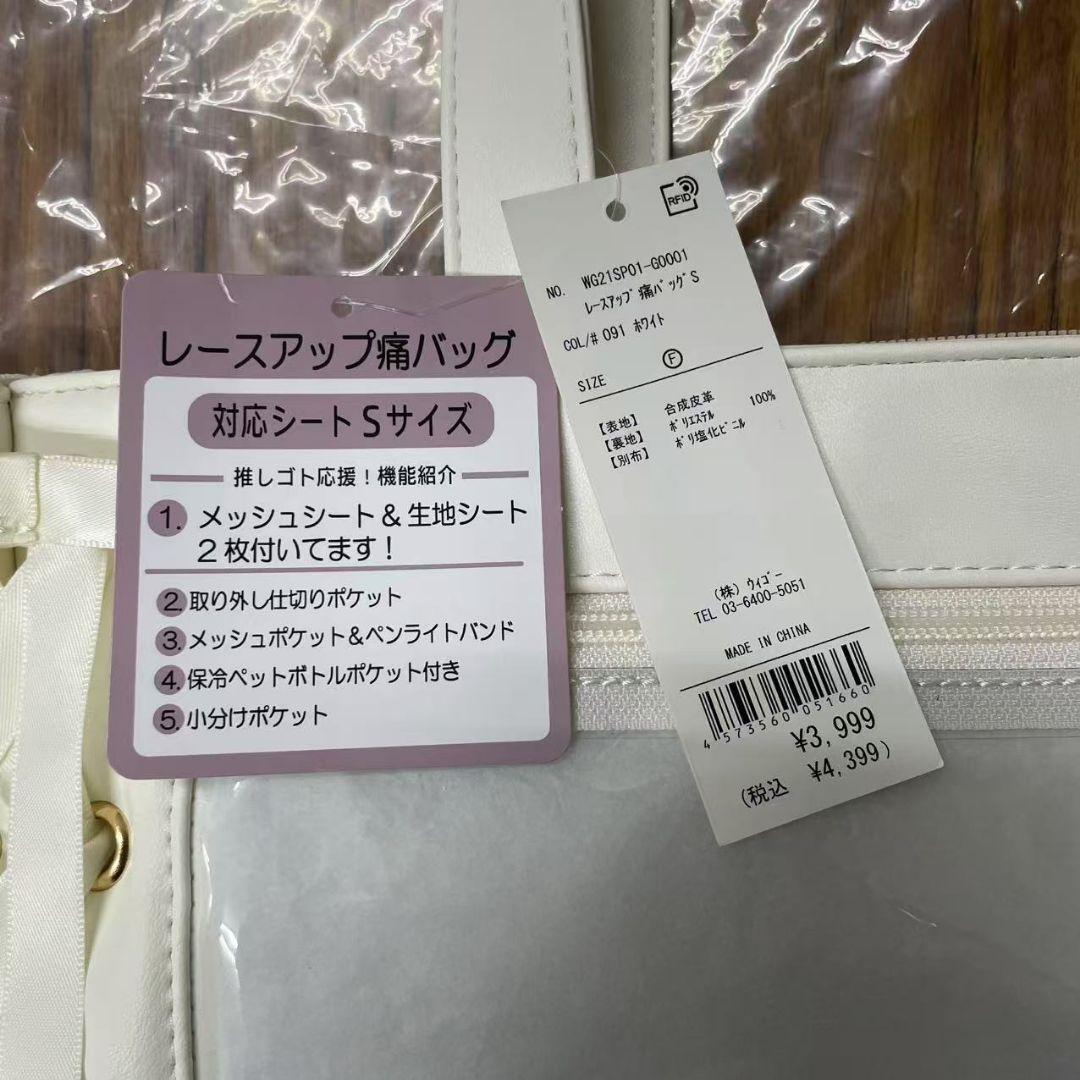 レースアップ痛バッグ
対応シートSサイズ
推しゴト応援！機能紹介
1. メッシュシート＆生地シート
2枚付いてます！
2. 取り外し仕切りポケット
3. メッシュポケット＆ペンライトバンド
4. 保冷ペットボトルポケット付き
5. 小分けポケット
RFID
NO. WG21SP01-G0001
ﾚｰｽｱｯﾌﾟ痛ﾊﾞｯｸﾞS
COL/# 091 ﾎﾜｲﾄ
SIZE Ⓕ
【表地】 合成皮革
【裏地】 ﾎﾟﾘｴｽﾃﾙ 100%
【別布】 ﾎﾟﾘ塩化ﾋﾞﾆﾙ
(株) ｳｨｺﾞｰ
TEL 03-6400-5051
MADE IN CHINA
4573560051660
¥3,999
(税込 ¥4,399)